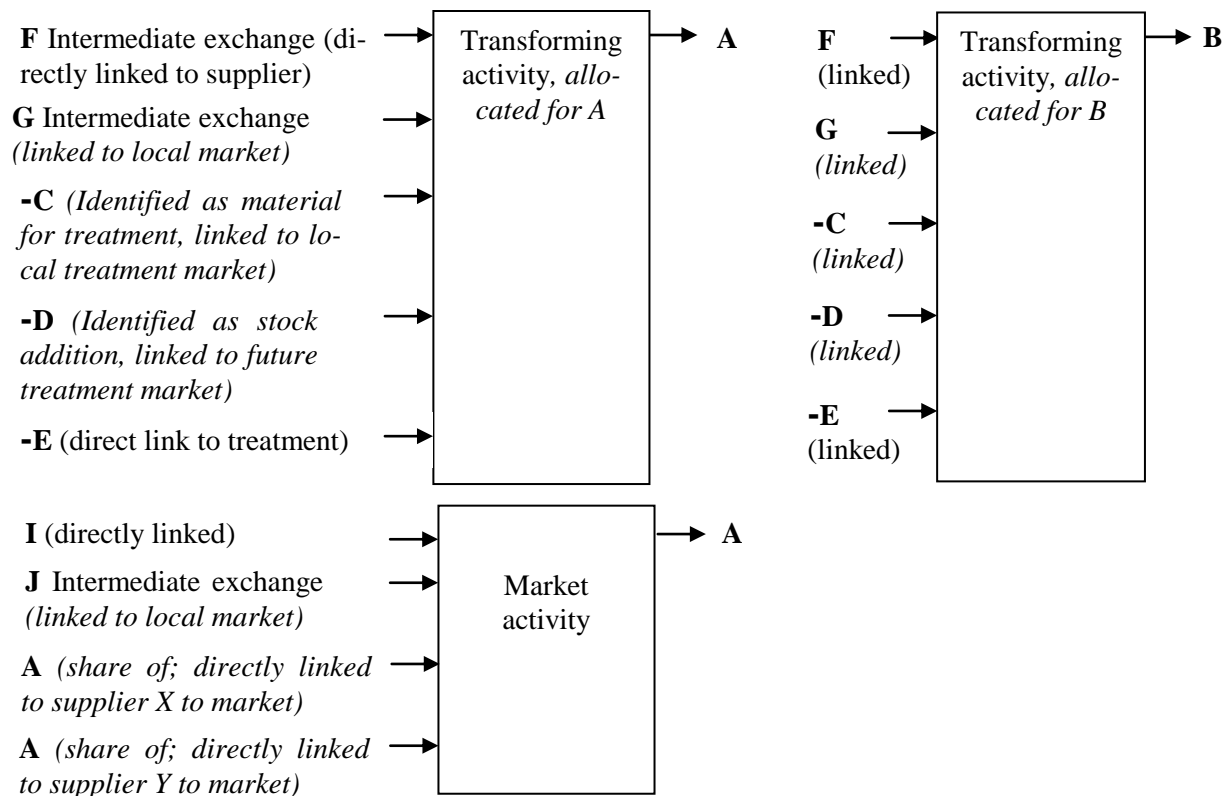 F Intermediate exchange (di-
rectly linked to supplier)
G Intermediate exchange
(linked to local market)
-C (Identified as material
for treatment, linked to lo-
cal treatment market)
-D (Identified as stock
addition, linked to future
treatment market)
-E (direct link to treatment)
Transforming
activity, allo-
cated for A
A
F
(linked)
G
(linked)
-C
(linked)
-D
(linked)
-E
(linked)
Transforming
activity, allo-
cated for B
B
I (directly linked)
J Intermediate exchange
(linked to local market)
A (share of; directly linked
to supplier X to market)
A (share of; directly linked
to supplier Y to market)
Market
activity
A